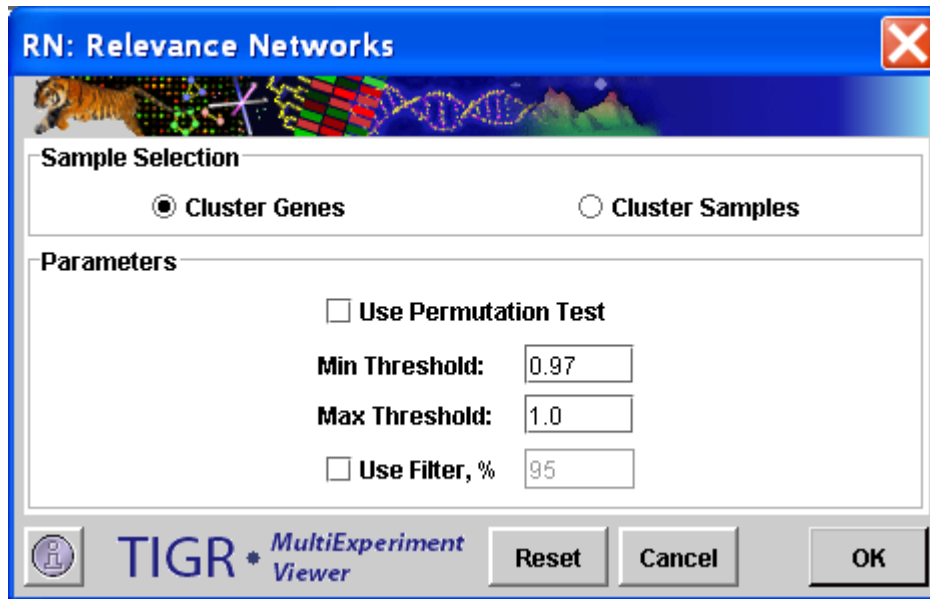 RN: Relevance Networks
Sample Selection
Cluster Genes Cluster Samples
Parameters
Use Permutation Test
Min Threshold: 0.97
Max Threshold: 1.0
Use Filter, % 95
TIGR • MultiExperiment
Viewer
Reset Cancel OK